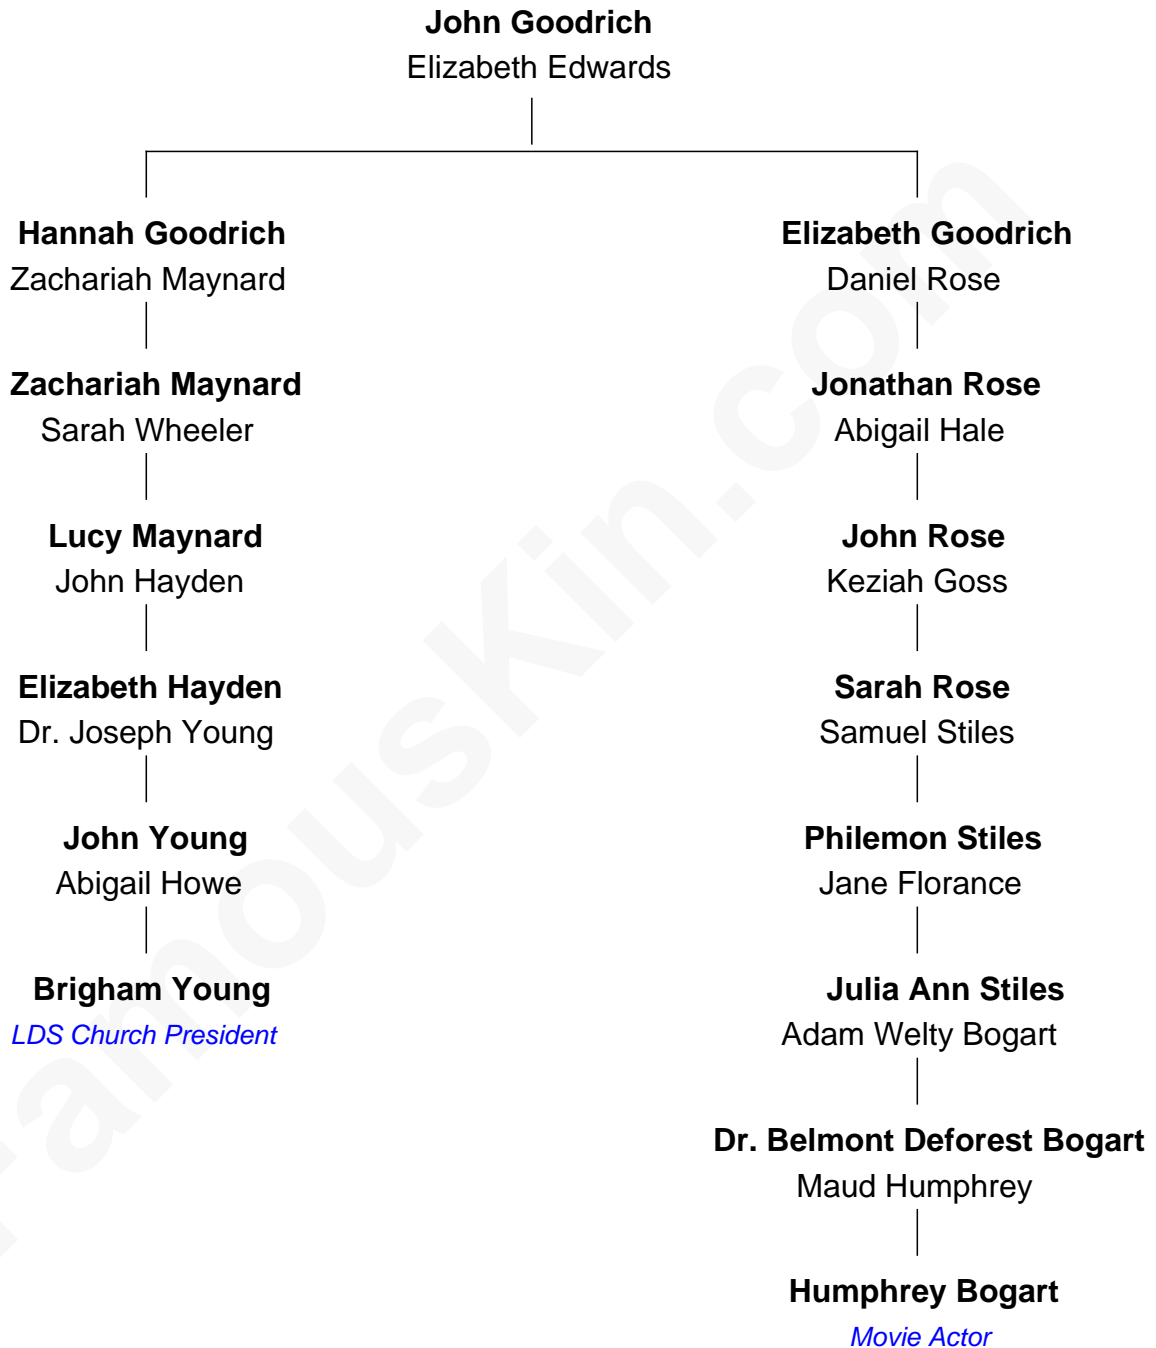 John Goodrich
Elizabeth Edwards
Hannah Goodrich
Zachariah Maynard
Zachariah Maynard
Sarah Wheeler
Lucy Maynard
John Hayden
Elizabeth Hayden
Dr. Joseph Young
John Young
Abigail Howe
Brigham Young
LDS Church President
Elizabeth Goodrich
Daniel Rose
Jonathan Rose
Abigail Hale
John Rose
Keziah Goss
Sarah Rose
Samuel Stiles
Philemon Stiles
Jane Florance
Julia Ann Stiles
Adam Welty Bogart
Dr. Belmont Deforest Bogart
Maud Humphrey
Humphrey Bogart
Movie Actor
FamousKin.com